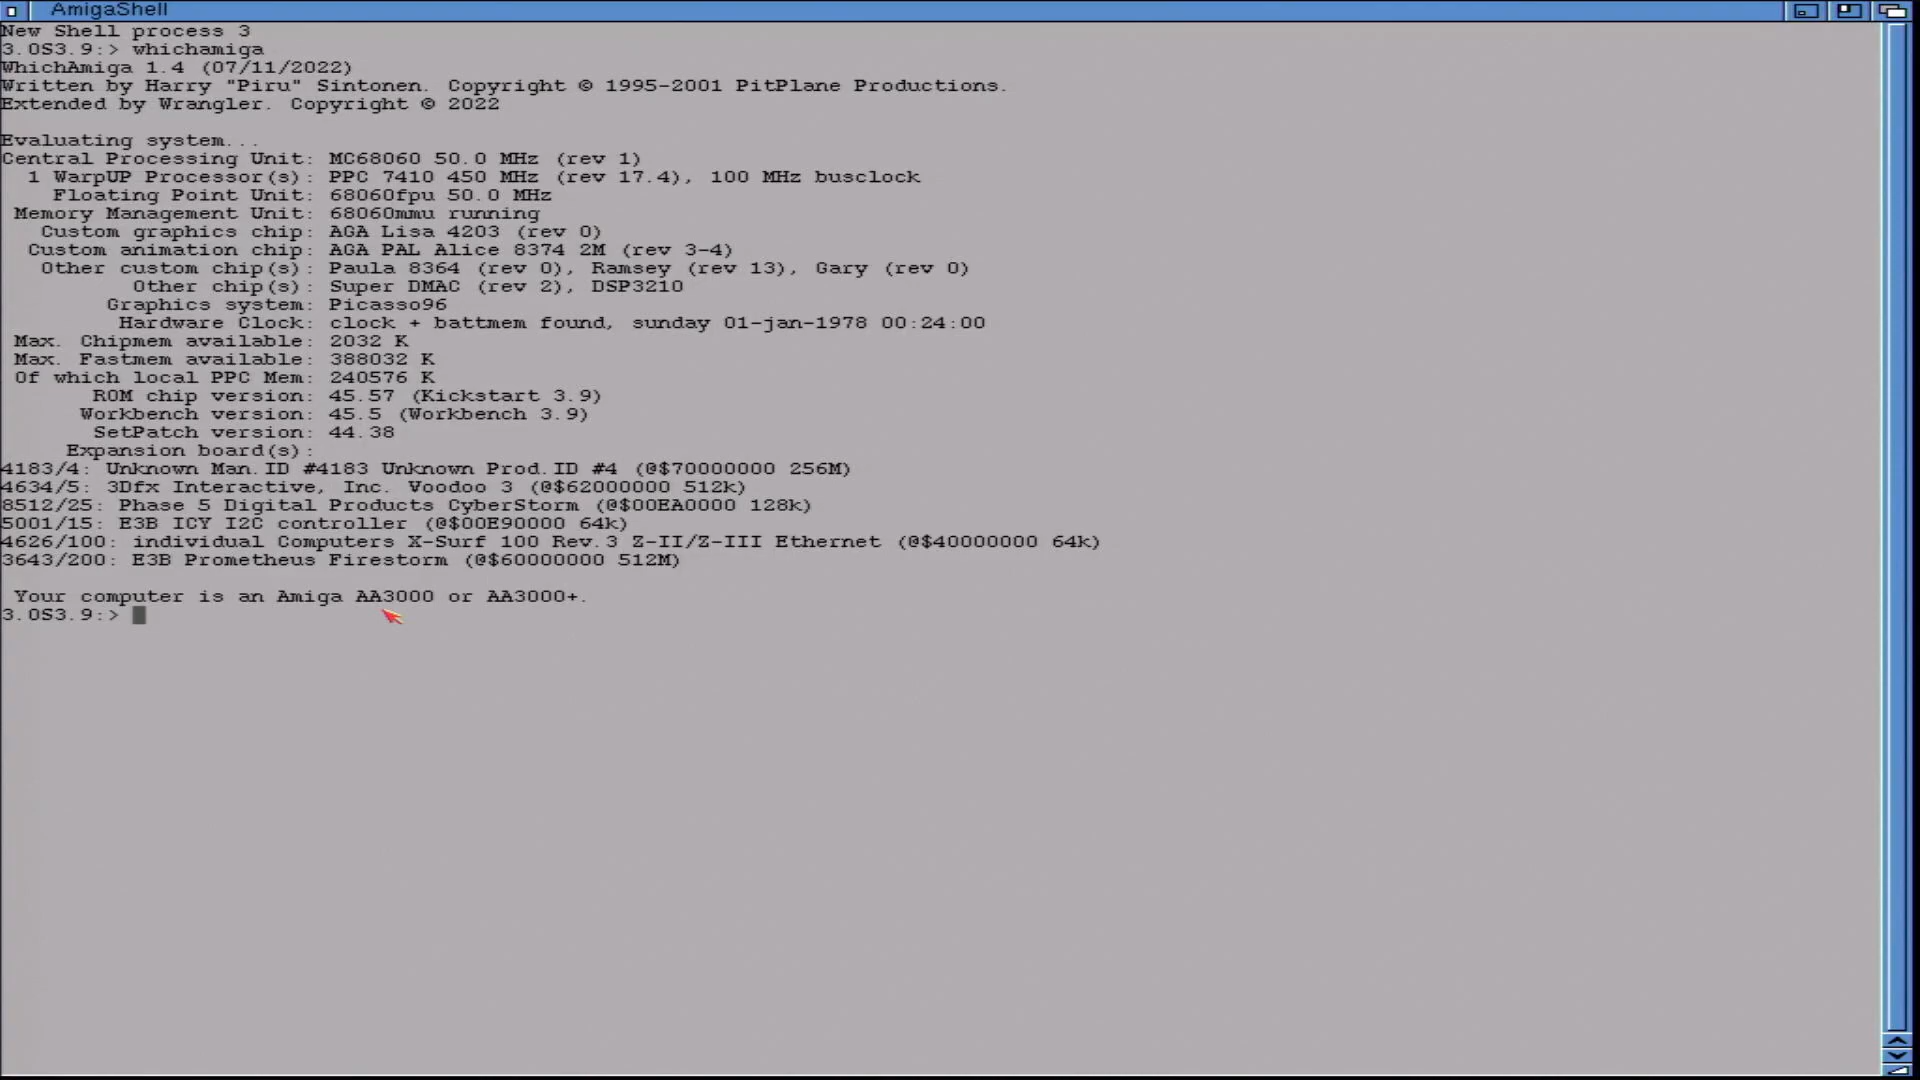 AmigaShell
New Shell process 3
3.0S3.9:> whichamiga
WhichAmiga 1.4 (07/11/2022)
Written by Harry "Piru" Sintonen. Copyright © 1995-2001 PitPlane Productions.
Extended by Wrangler. Copyright © 2022
Evaluating system...
Central Processing Unit: MC68060 50.0 MHz (rev 1)
1 WarpUP Processor(s): PPC 7410 450 MHz (rev 17.4), 100 MHz busclock
Floating Point Unit: 68060fpu 50.0 MHz
Memory Management Unit: 68060mmu running
Custom graphics chip: AGA Lisa 4203 (rev 0)
Custom animation chip: AGA PAL Alice 8374 2M (rev 3-4)
Other custom chip(s): Paula 8364 (rev 0), Ramsey (rev 13), Gary (rev 0)
Other chip(s): Super DMAC (rev 2), DSP3210
Graphics system: Picasso96
Hardware Clock: clock + battmem found, sunday 01-jan-1978 00:24:00
Max. Chipmem available: 2032 K
Max. Fastmem available: 388032 K
Of which local PPC Mem: 240576 K
ROM chip version: 45.57 (Kickstart 3.9)
Workbench version: 45.5 (Workbench 3.9)
SetPatch version: 44.38
Expansion board(s):
4183/4: Unknown Man.ID #4183 Unknown Prod.ID #4 (@$70000000 256M)
4634/5: 3Dfx Interactive, Inc. Voodoo 3 (@$62000000 512k)
8512/25: Phase 5 Digital Products CyberStorm (@$00EA0000 128k)
5001/15: E3B ICY I2C controller (@$00E90000 64k)
4626/100: individual Computers X-Surf 100 Rev.3 Z-II/Z-III Ethernet (@$40000000 64k)
3643/200: E3B Prometheus Firestorm (@$60000000 512M)
Your computer is an Amiga AA3000 or AA3000+.
3.0S3.9:>